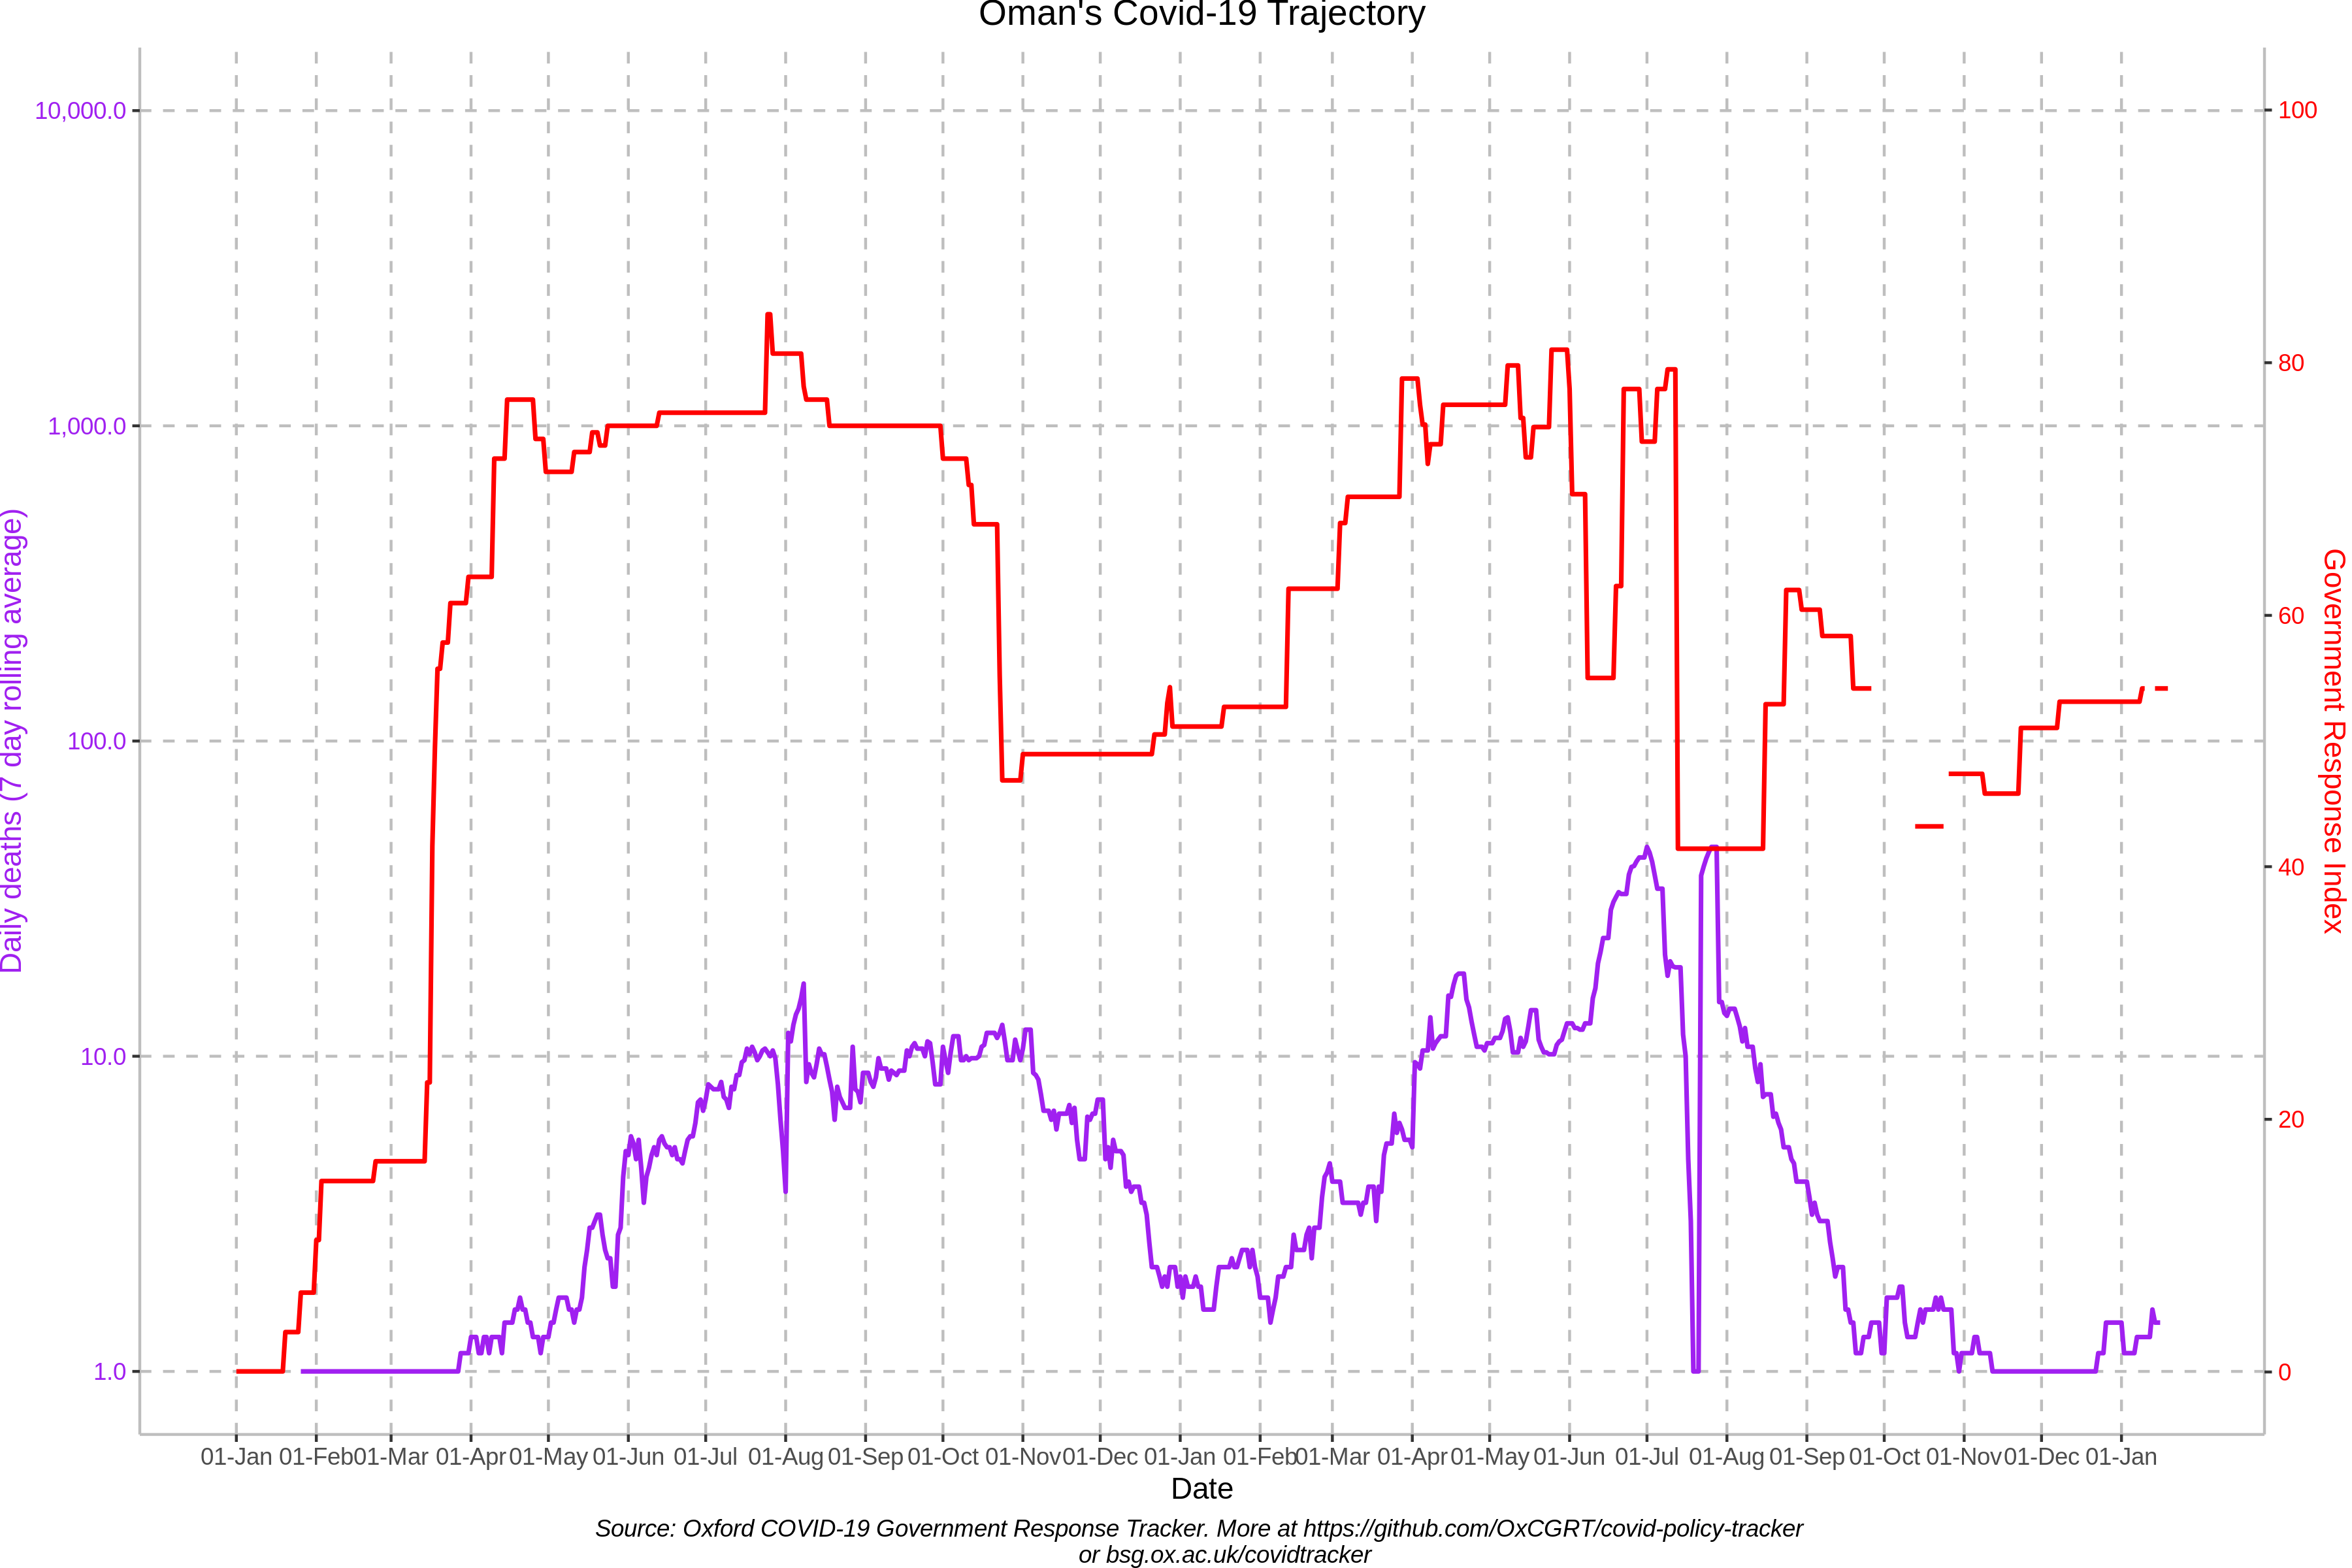 Oman's Covid-19 Trajectory
10,000.0
1,000.0
100.0
10.0
1.0
Daily deaths (7 day rolling average)
100
80
60
40
20
0
Government Response Index
01-Jan 01-Feb 01-Mar 01-Apr 01-May 01-Jun 01-Jul 01-Aug 01-Sep 01-Oct 01-Nov 01-Dec 01-Jan 01-Feb 01-Mar 01-Apr 01-May 01-Jun 01-Jul 01-Aug 01-Sep 01-Oct 01-Nov 01-Dec 01-Jan
Date
Source: Oxford COVID-19 Government Response Tracker. More at https://github.com/OxCGRT/covid-policy-tracker
or bsg.ox.ac.uk/covidtracker